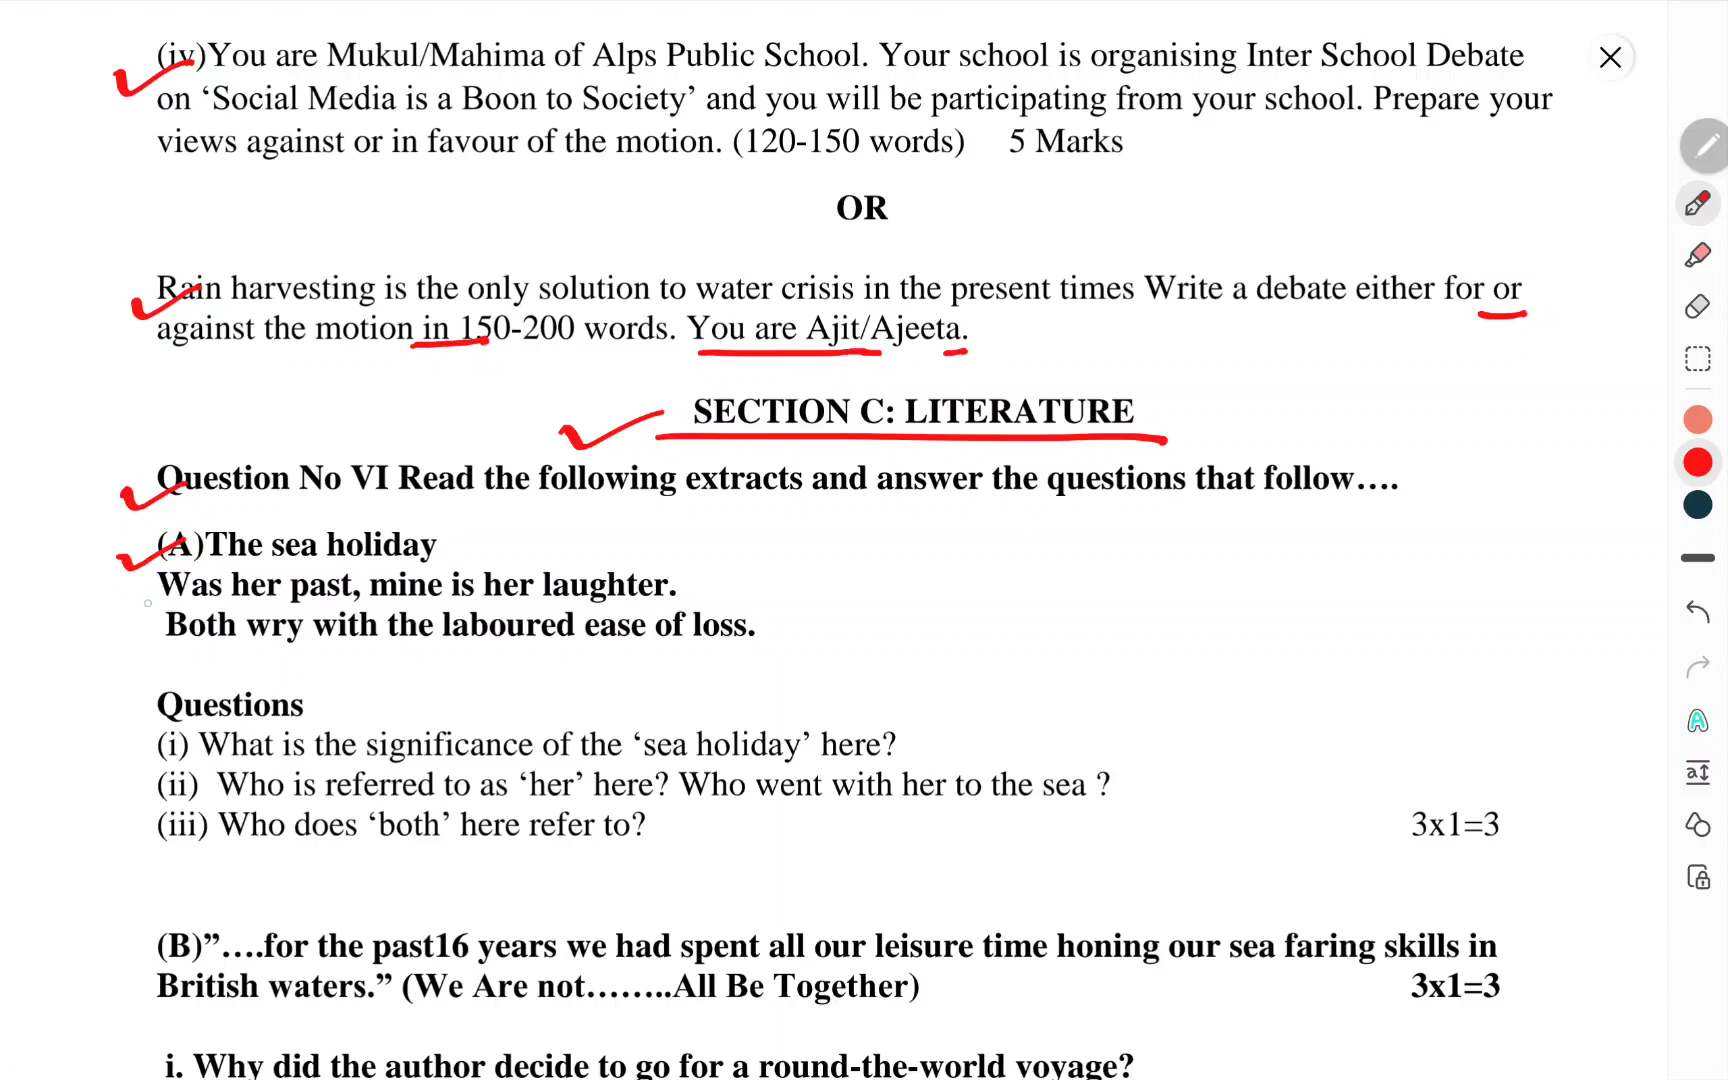 (iv)You are Mukul/Mahima of Alps Public School. Your school is organising Inter School Debate
on ‘Social Media is a Boon to Society’ and you will be participating from your school. Prepare your
views against or in favour of the motion. (120-150 words) 5 Marks
OR
Rain harvesting is the only solution to water crisis in the present times Write a debate either for or
against the motion in 150-200 words. You are Ajit/Ajeeta.
SECTION C: LITERATURE
Question No VI Read the following extracts and answer the questions that follow….
(A)The sea holiday
Was her past, mine is her laughter.
Both wry with the laboured ease of loss.
Questions
(i) What is the significance of the ‘sea holiday’ here?
(ii) Who is referred to as ‘her’ here? Who went with her to the sea ?
(iii) Who does ‘both’ here refer to? 3x1=3
(B)”….for the past16 years we had spent all our leisure time honing our sea faring skills in
British waters.” (We Are not……..All Be Together) 3x1=3
i. Why did the author decide to go for a round-the-world voyage?